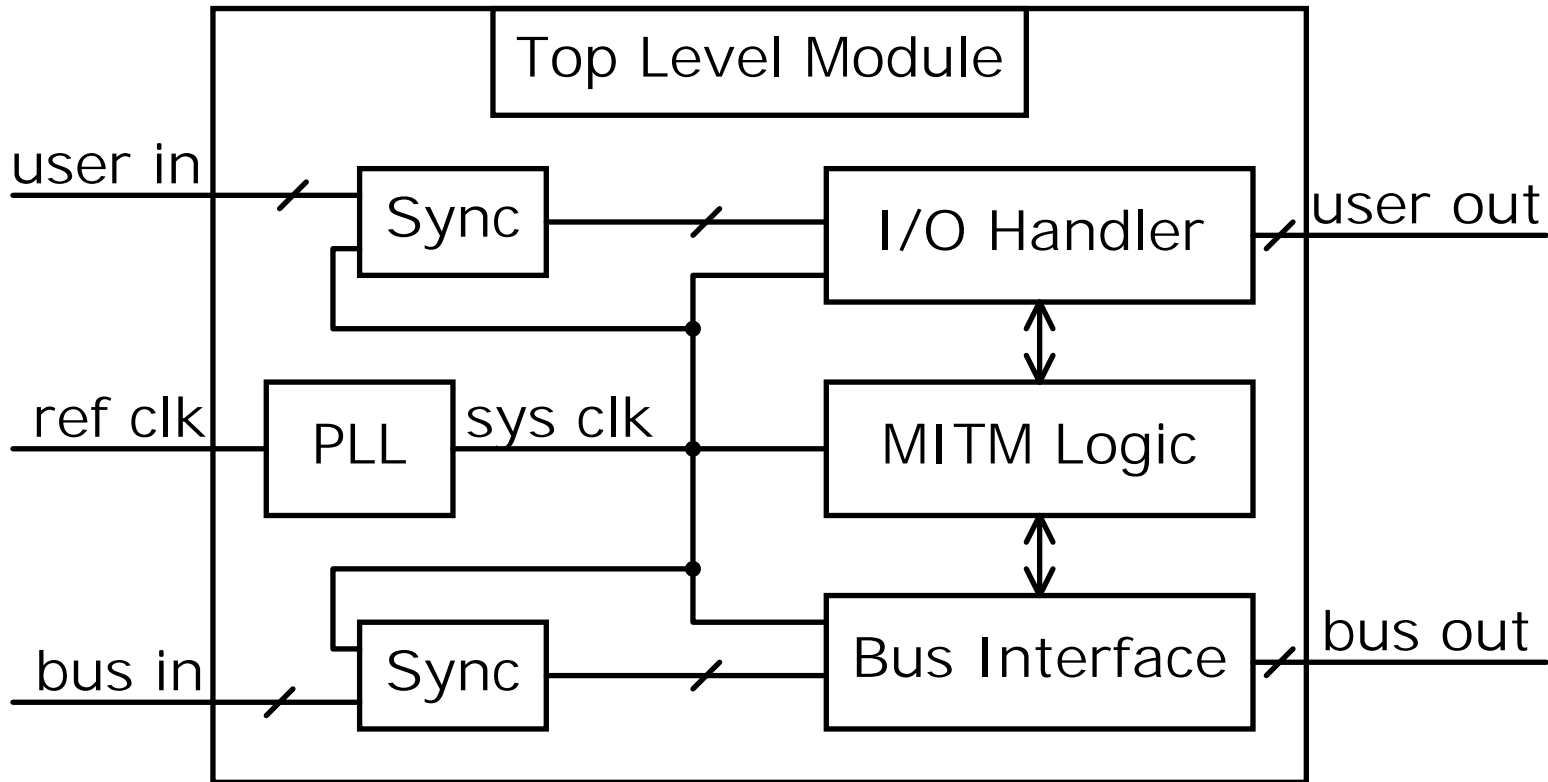 Top Level Module
user in
Sync
I/O Handler
user out
ref clk
PLL
sys clk
MITM Logic
bus in
Sync
Bus Interface
bus out